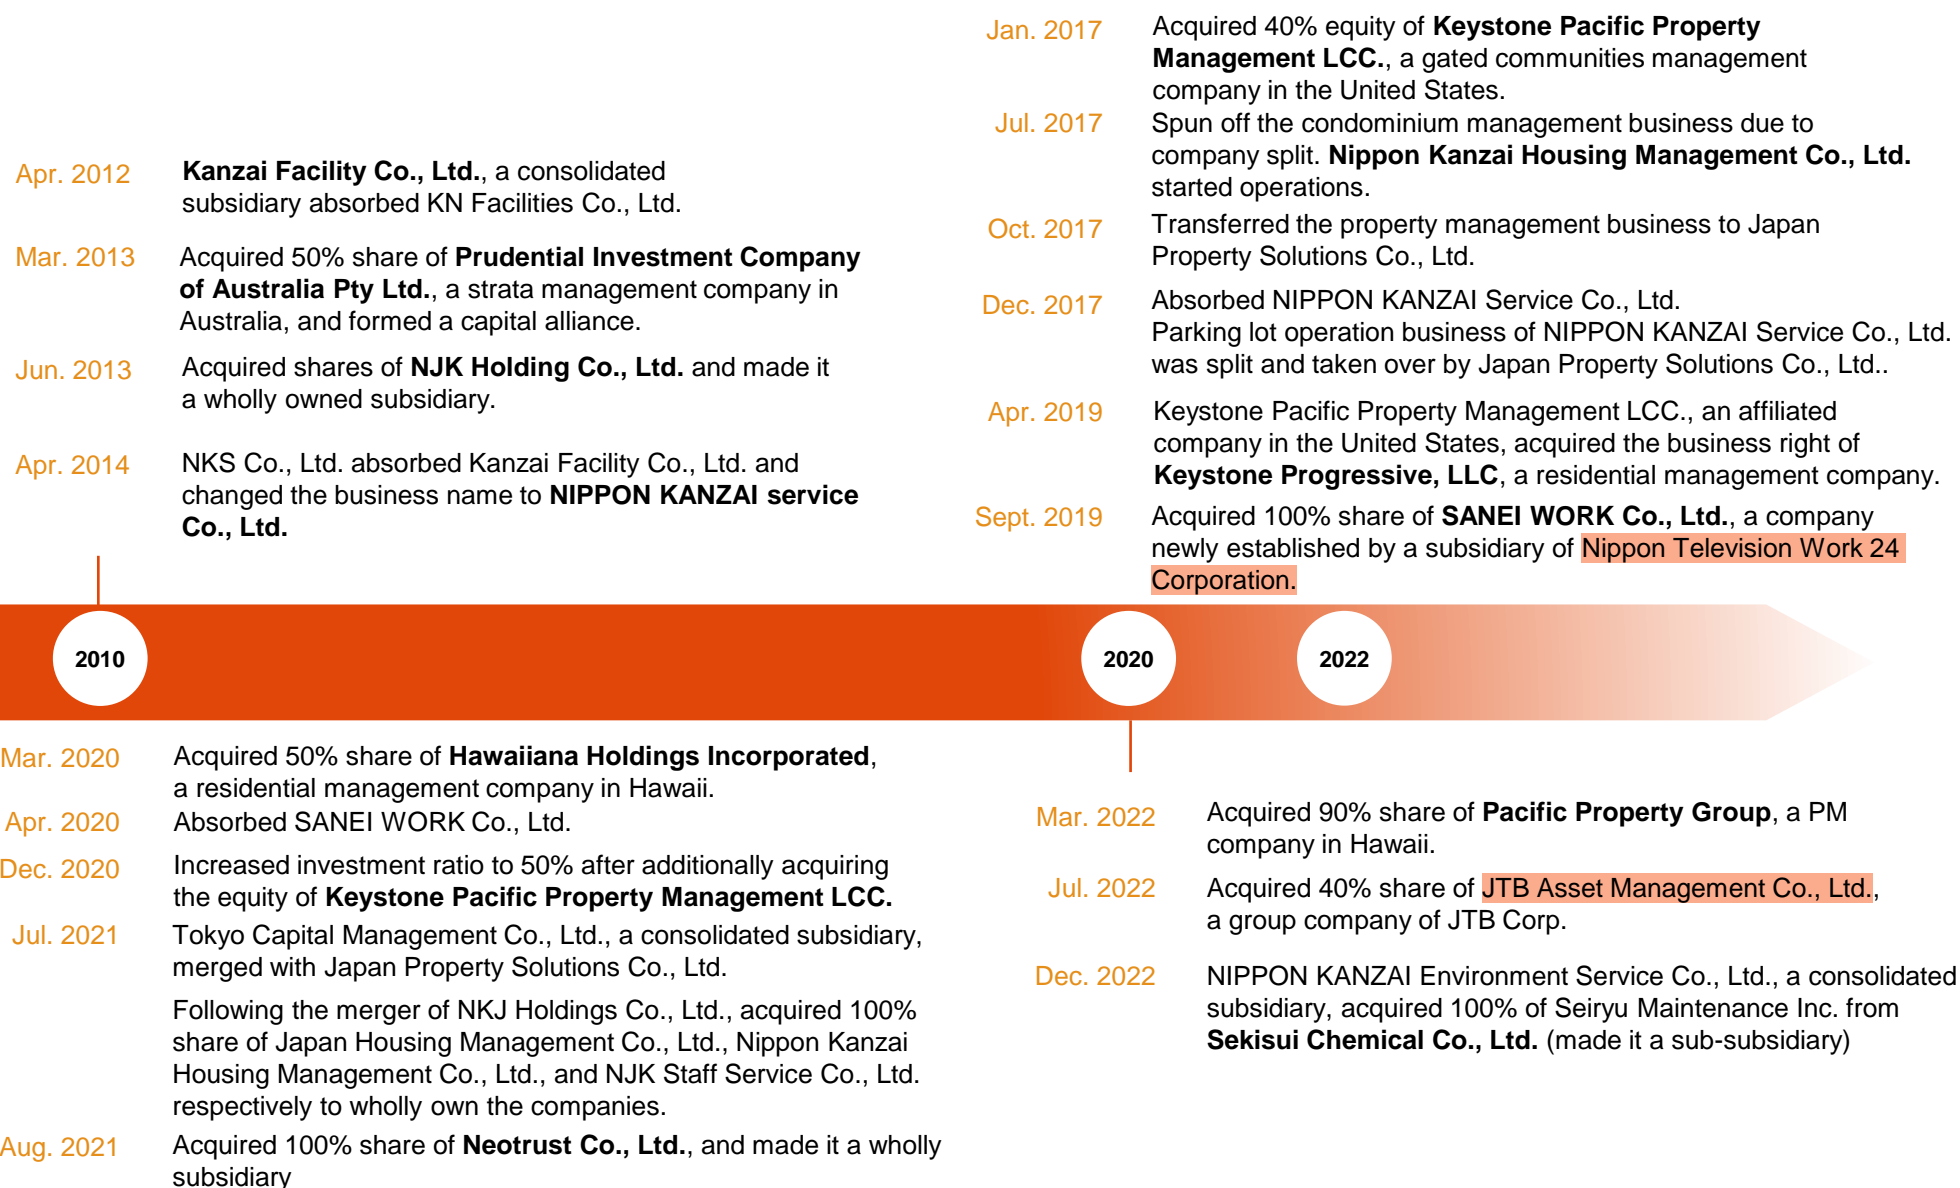 Apr. 2012
Kanzai Facility Co., Ltd., a consolidated
subsidiary absorbed KN Facilities Co., Ltd.
Mar. 2013
Acquired 50% share of Prudential Investment Company
of Australia Pty Ltd., a strata management company in
Australia, and formed a capital alliance.
Jun. 2013
Acquired shares of NJK Holding Co., Ltd. and made it
a wholly owned subsidiary.
Apr. 2014
NKS Co., Ltd. absorbed Kanzai Facility Co., Ltd. and
changed the business name to NIPPON KANZAI service
Co., Ltd.
Jan. 2017
Acquired 40% equity of Keystone Pacific Property
Management LCC., a gated communities management
company in the United States.
Jul. 2017
Spun off the condominium management business due to
company split. Nippon Kanzai Housing Management Co., Ltd.
started operations.
Oct. 2017
Transferred the property management business to Japan
Property Solutions Co., Ltd.
Dec. 2017
Absorbed NIPPON KANZAI Service Co., Ltd.
Parking lot operation business of NIPPON KANZAI Service Co., Ltd.
was split and taken over by Japan Property Solutions Co., Ltd..
Apr. 2019
Keystone Pacific Property Management LCC., an affiliated
company in the United States, acquired the business right of
Keystone Progressive, LLC, a residential management company.
Sept. 2019
Acquired 100% share of SANEI WORK Co., Ltd., a company
newly established by a subsidiary of Nippon Television Work 24
Corporation.
2010
2020
2022
Mar. 2020
Acquired 50% share of Hawaiiana Holdings Incorporated,
a residential management company in Hawaii.
Apr. 2020
Absorbed SANEI WORK Co., Ltd.
Dec. 2020
Increased investment ratio to 50% after additionally acquiring
the equity of Keystone Pacific Property Management LCC.
Jul. 2021
Tokyo Capital Management Co., Ltd., a consolidated subsidiary,
merged with Japan Property Solutions Co., Ltd.
Following the merger of NKJ Holdings Co., Ltd., acquired 100%
share of Japan Housing Management Co., Ltd., Nippon Kanzai
Housing Management Co., Ltd., and NJK Staff Service Co., Ltd.
respectively to wholly own the companies.
Aug. 2021
Acquired 100% share of Neotrust Co., Ltd., and made it a wholly
subsidiary
Mar. 2022
Acquired 90% share of Pacific Property Group, a PM
company in Hawaii.
Jul. 2022
Acquired 40% share of JTB Asset Management Co., Ltd.,
a group company of JTB Corp.
Dec. 2022
NIPPON KANZAI Environment Service Co., Ltd., a consolidated
subsidiary, acquired 100% of Seiryu Maintenance Inc. from
Sekisui Chemical Co., Ltd. (made it a sub-subsidiary)